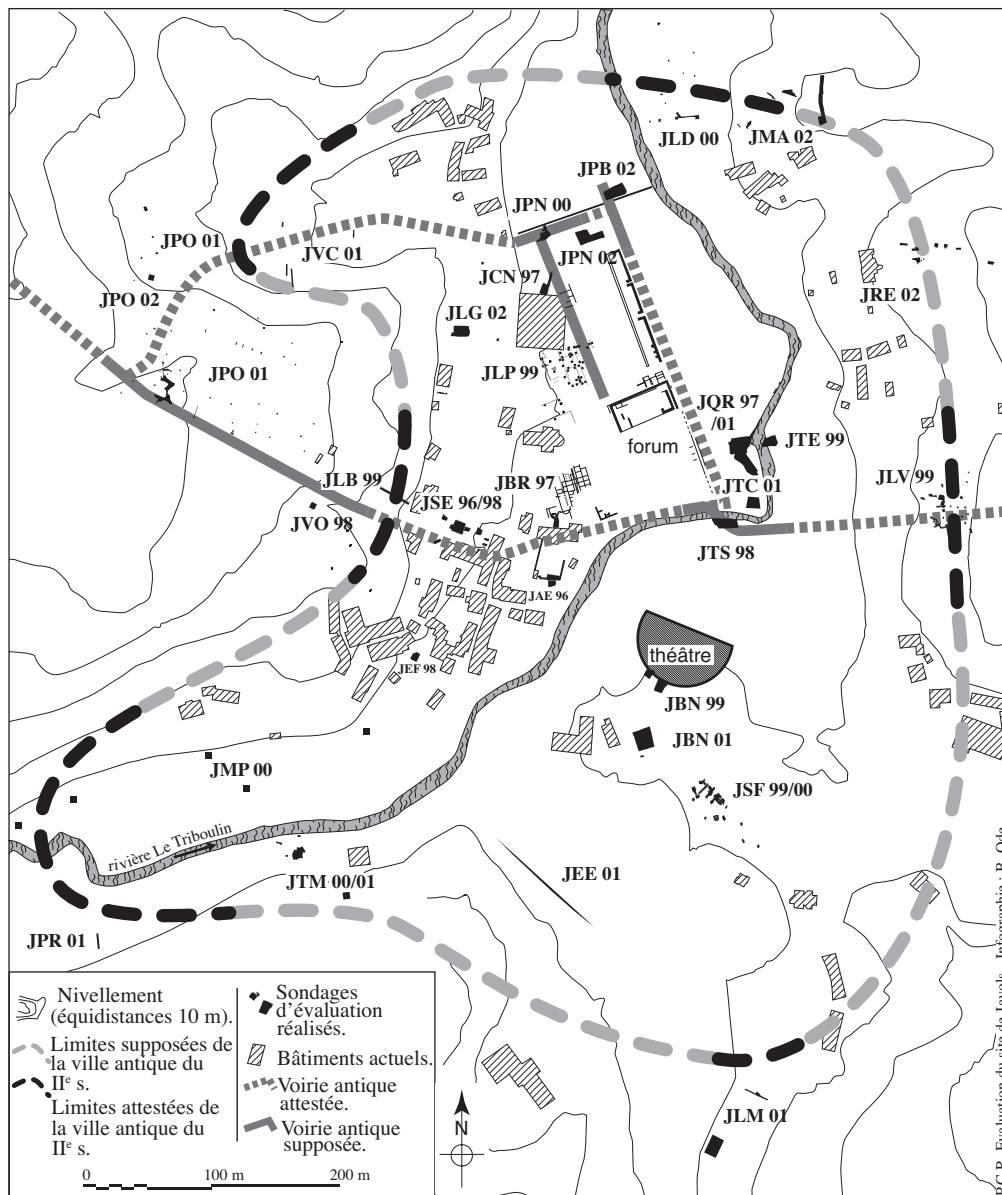 JLD 00
JMA 02
JPB 02
JPN 00
JPO 01
JVC 01
JPN 02
JCN 97
JRE 02
JPO 02
JLG 02
JLP 99
JPO 01
JQR 97
/01
forum
JTE 99
JLV 99
JLB 99
JBR 97
JTC 01
JSE 96/98
JVO 98
JTS 98
JAE 96
théâtre
JEF 98
JBN 99
JBN 01
JMP 00
JSF 99/00
rivière Le Triboulin
JEE 01
JTM 00/01
JPR 01
Nivellement
(équidistances 10 m).
Limites supposées de
la ville antique du
IIe s.
Limites attestées de
la ville antique du
IIe s.
Sondages
d'évaluation
réalisés.
Bâtiments actuels.
Voirie antique
attestée.
Voirie antique
supposée.
N
0 100 m 200 m
JLM 01
P.C.R. Evaluation du site de Javols - Infographie : R. Oda